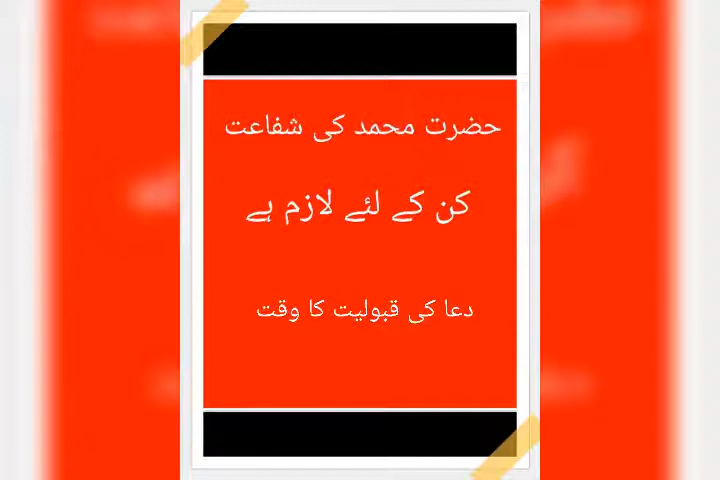 حضرت محمد کی شفاعت
کن کے لئے لازم ہے
دعا کی قبولیت کا وقت